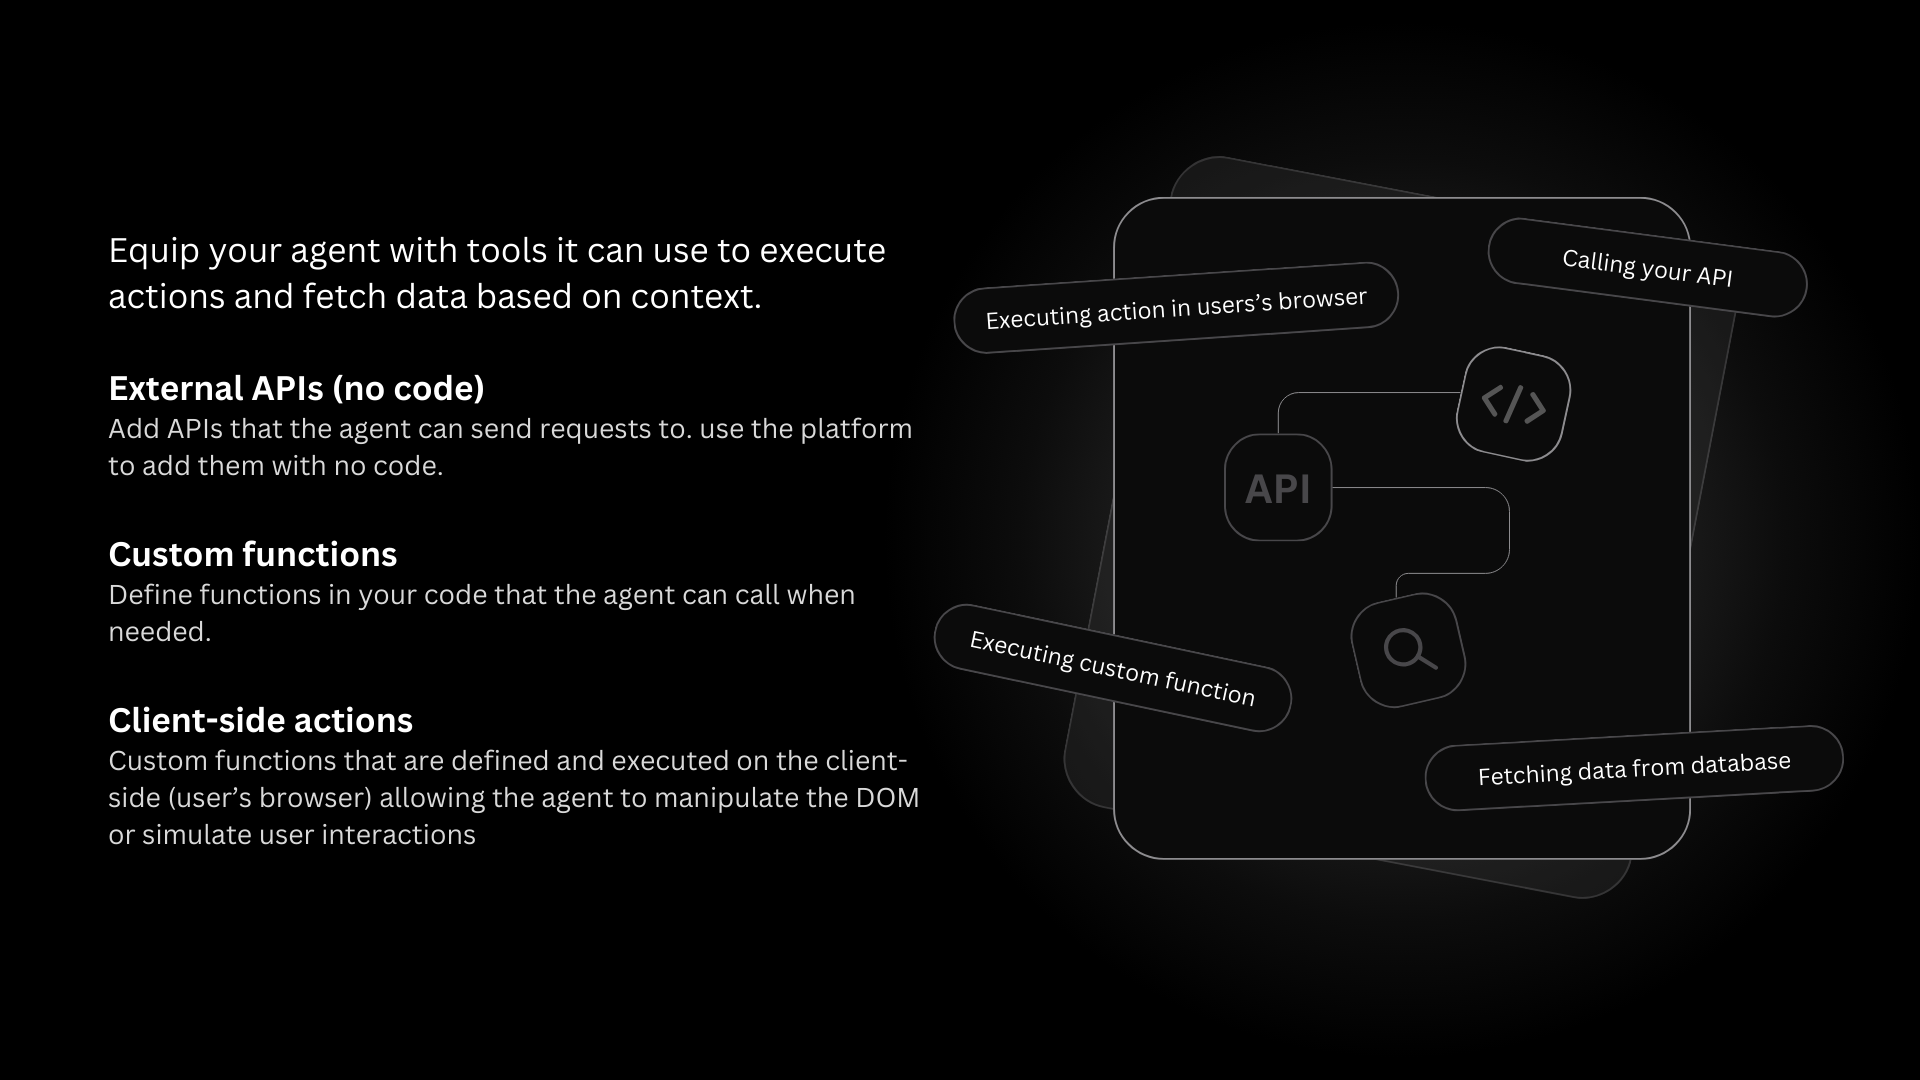 Equip your agent with tools it can use to execute
actions and fetch data based on context.
External APIs (no code)
Add APIs that the agent can send requests to. use the platform
to add them with no code.
Custom functions
Define functions in your code that the agent can call when
needed.
Client-side actions
Custom functions that are defined and executed on the client-
side (user’s browser) allowing the agent to manipulate the DOM
or simulate user interactions
Calling your API
Executing action in users’s browser
</>
API
Executing custom function
Fetching data from database